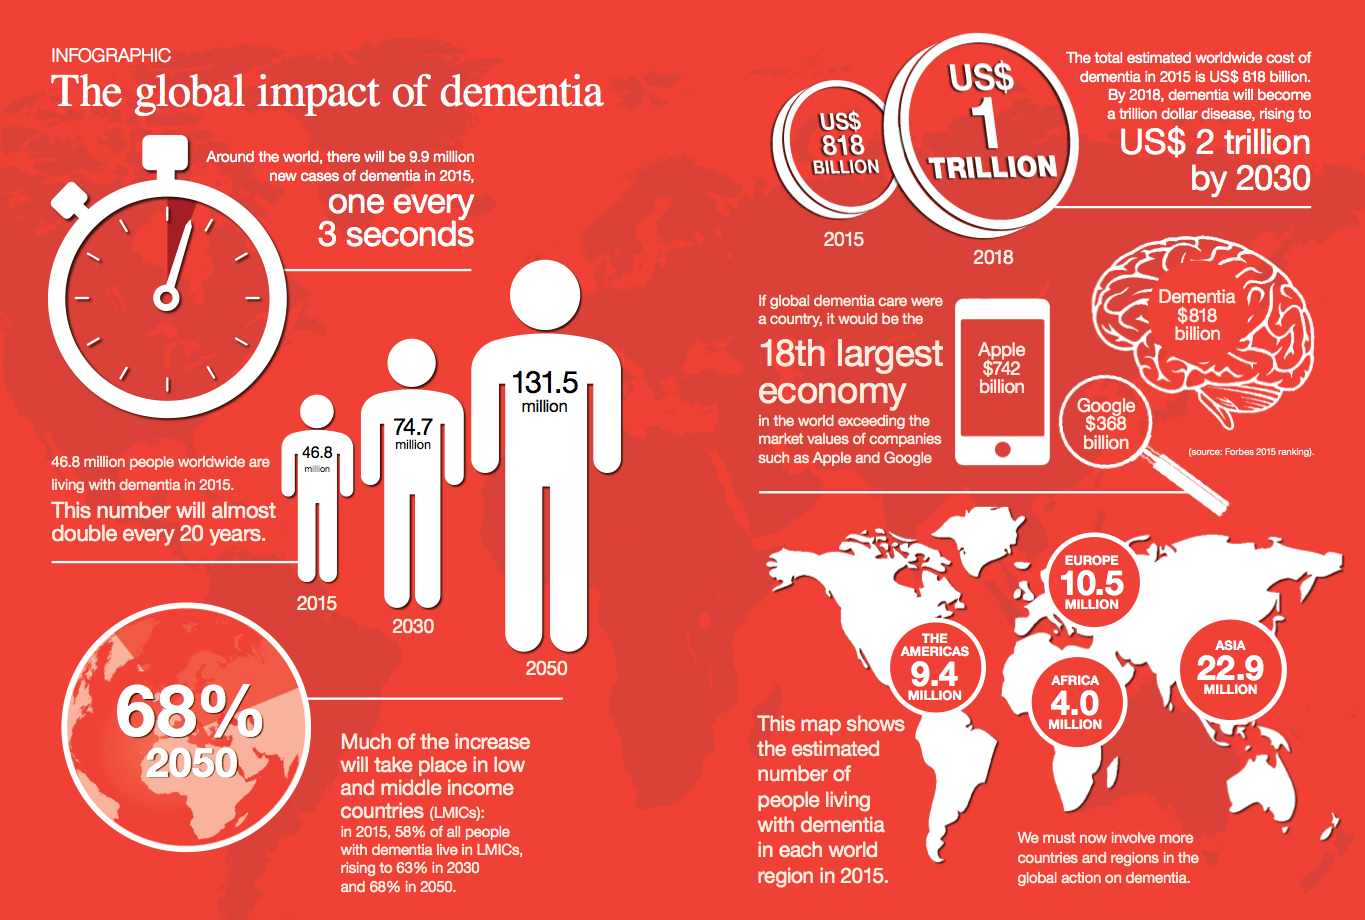 INFOGRAPHIC
The global impact of dementia
Around the world, there will be 9.9 million
new cases of dementia in 2015,
one every
3 seconds
46.8 million people worldwide are
living with dementia in 2015.
This number will almost
double every 20 years.
46.8
million
2015
74.7
million
2030
131.5
million
2050
68%
2050
Much of the increase
will take place in low
and middle income
countries (LMICs):
in 2015, 58% of all people
with dementia live in LMICs,
rising to 63% in 2030
and 68% in 2050.
US$
818
BILLION
2015
US$
1
TRILLION
2018
The total estimated worldwide cost of
dementia in 2015 is US$ 818 billion.
By 2018, dementia will become
a trillion dollar disease, rising to
US$ 2 trillion
by 2030
If global dementia care were
a country, it would be the
18th largest
economy
in the world exceeding the
market values of companies
such as Apple and Google
Apple
$742
billion
Google
$368
billion
Dementia
$818
billion
(source: Forbes 2015 ranking).
EUROPE
10.5
MILLION
THE
AMERICAS
9.4
MILLION
AFRICA
4.0
MILLION
ASIA
22.9
MILLION
This map shows
the estimated
number of
people living
with dementia
in each world
region in 2015.
We must now involve more
countries and regions in the
global action on dementia.